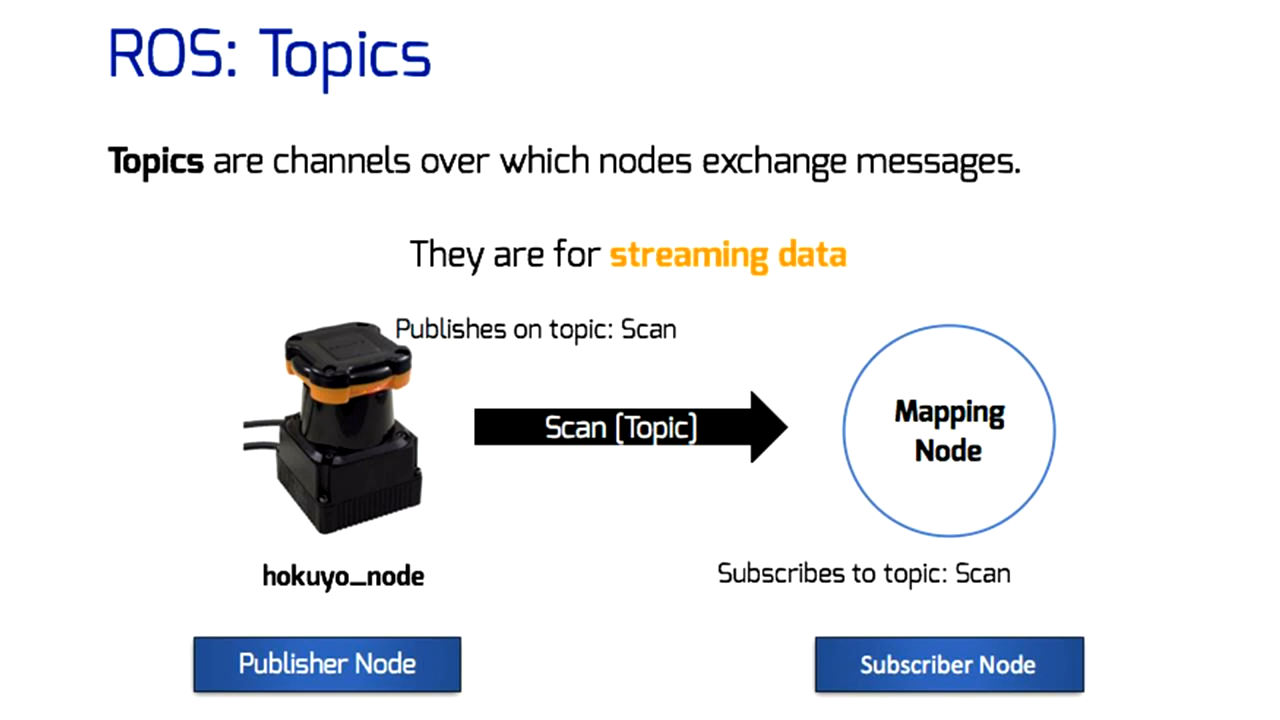 ROS: Topics
Topics are channels over which nodes exchange messages.
They are for streaming data
Publishes on topic: Scan
Scan (Topic)
Mapping
Node
hokuyo_node
Subscribes to topic: Scan
Publisher Node
Subscriber Node